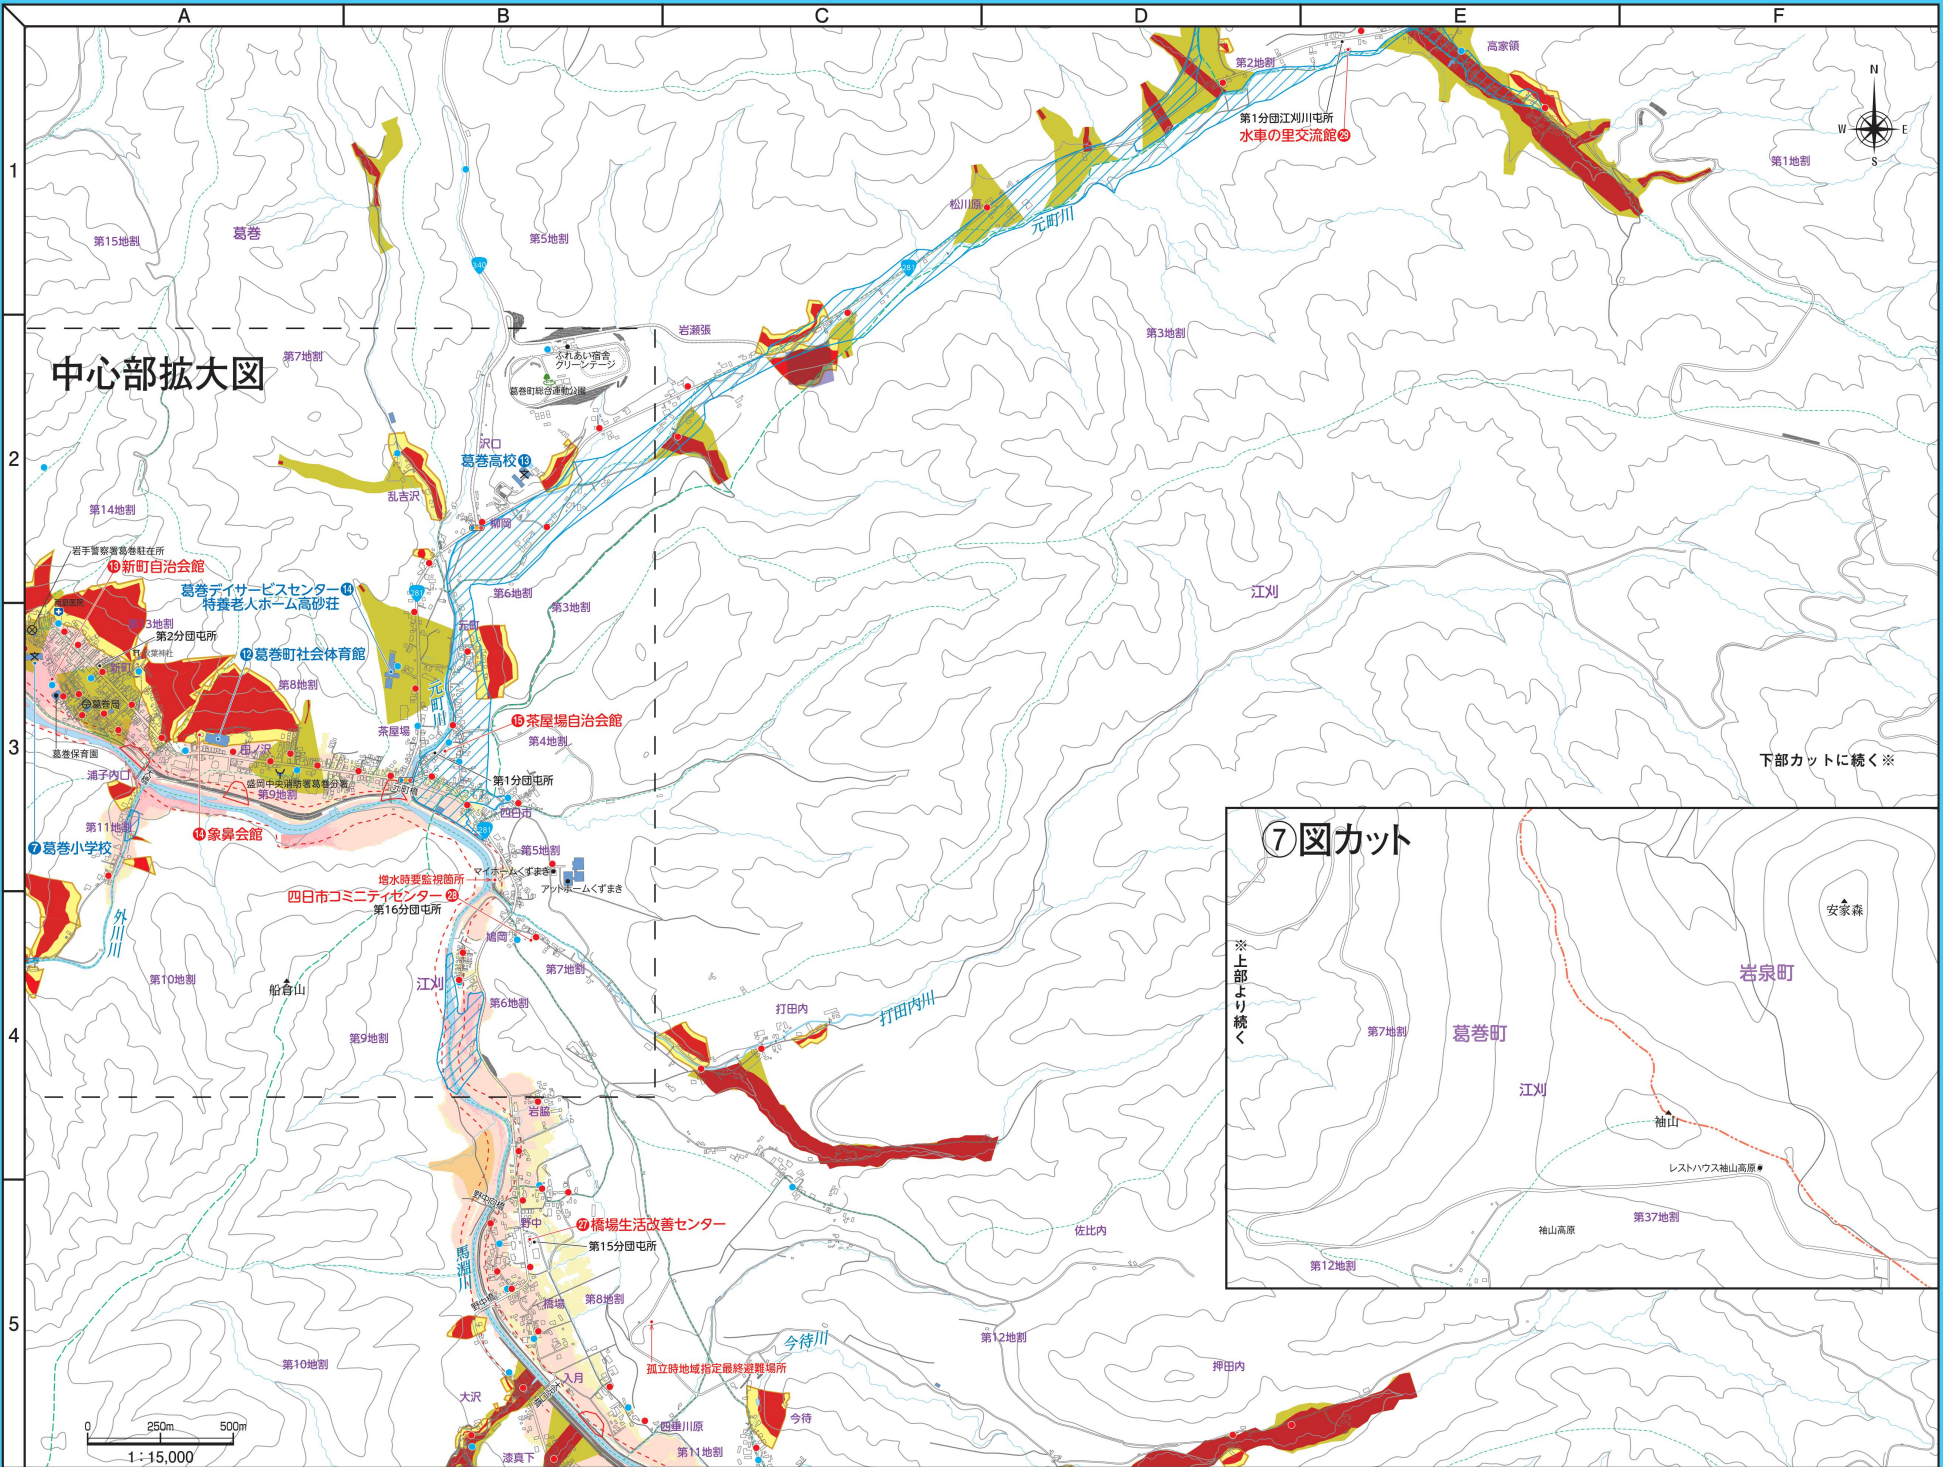 A
B
C
D
E
F
1
2
3
4
5
N
W
E
S
高家領
第2地割
第1分団江刈川屯所
水車の里交流館29
第1地割
松川原
元町川
第15地割
葛巻
第5地割
340
281
岩瀬張
第3地割
第7地割
中心部拡大図
ふれあい宿舎
グリーンテージ
葛巻町総合運動公園
沢口
葛巻高校13
乱吉沢
柳岡
第14地割
岩手警察署葛巻駐在所
13新町自治会館
葛巻デイサービスセンター14
特養老人ホーム高砂荘
281
第6地割
第3地割
江刈
第13地割
第2分団屯所
元町
12葛巻町社会体育館
新町
第8地割
葛巻局
元町川
15茶屋場自治会館
茶屋場
第4地割
田ノ沢
葛巻保育園
浦子内口
盛岡中央消防署葛巻分署
第9地割
元町橋
第1分団屯所
四日市
下部カットに続く※
第11地割
14象鼻会館
281
7葛巻小学校
第5地割
マイホームくずまき
アットホームくずまき
増水時要監視箇所
四日市コミニティセンター28
第16分団屯所
外川川
鳩岡
第7地割
第10地割
船倉山
江刈
第6地割
打田内
打田内川
第9地割
岩脇
⑦図カット
安家森
※上部より続く
岩泉町
第7地割
葛巻町
江刈
袖山
レストハウス袖山高原
第37地割
袖山高原
第12地割
野中
27橋場生活改善センター
第15分団屯所
佐比内
馬淵川
野中橋
橋場
第8地割
今待川
第12地割
第10地割
孤立時地域指定最終避難場所
押田内
大沢
入月
四垂川原
今待
第11地割
漆真下
0
250m
500m
1:15,000